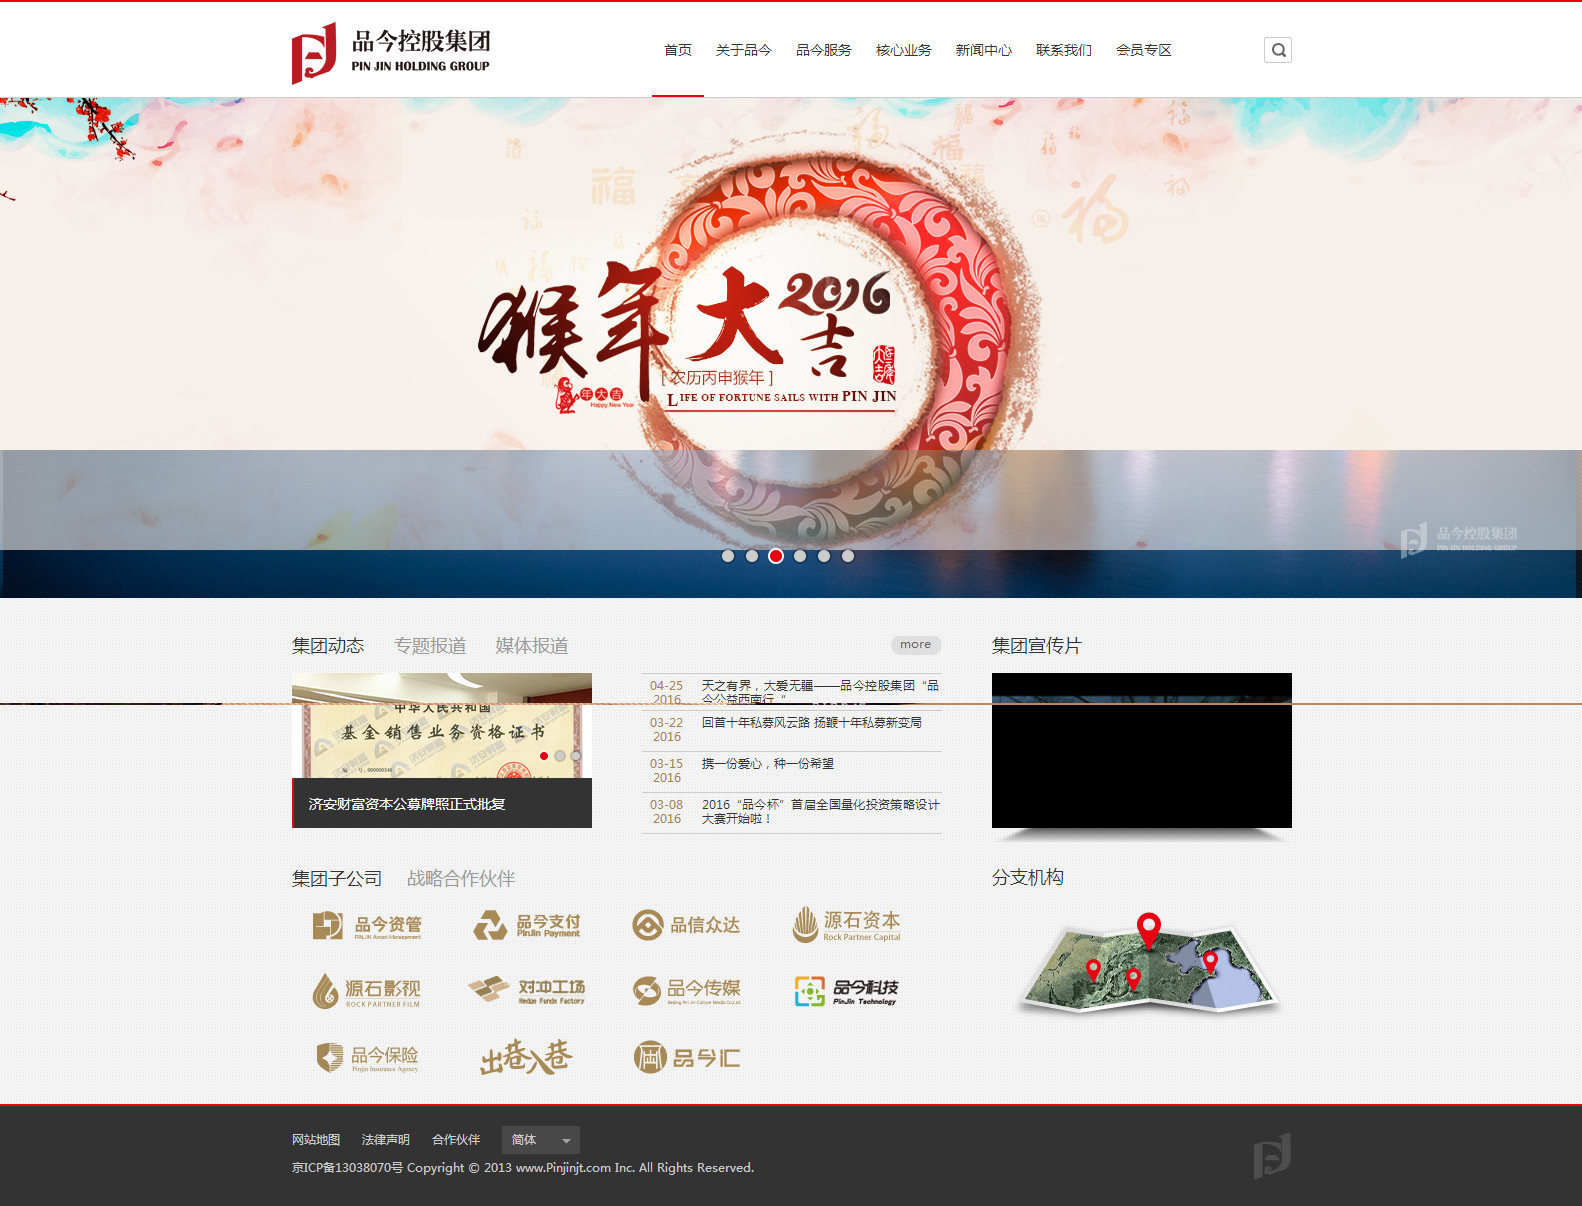 品今控股集团
PIN JIN HOLDING GROUP
首页 关于品今 品今服务 核心业务 新闻中心 联系我们 会员专区
猴年大吉
2016
[ 农历丙申猴年 ]
年大吉
Happy New Year
LIFE OF FORTUNE SAILS WITH PIN JIN
品今控股集团
PIN JIN HOLDING GROUP
集团动态 专题报道 媒体报道 more
中华人民共和国
基金销售业务资格证书
济安财富资本公募牌照正式批复
04-25
2016
天之有界，大爱无疆——品今控股集团“品
今公益西南行“
03-22
2016
回首十年私募风云路 扬鞭十年私募新变局
03-15
2016
携一份爱心，种一份希望
03-08
2016
2016“品今杯”首届全国量化投资策略设计
大赛开始啦！
集团宣传片
集团子公司 战略合作伙伴
品今资管
PINJIN Asset Management
品今支付
PinJin Payment
品信众达
源石资本
Rock Partner Capital
源石影视
ROCK PARTNER FILM
对冲工场
Hedge Funds Factory
品今传媒
Beijing Pin Jin Culture Media Co.,Ltd
品今科技
PinJin Technology
品今保险
Pinjin Insurance Agency
出巷入巷
品今汇
分支机构
网站地图 法律声明 合作伙伴 简体
京ICP备13038070号 Copyright © 2013 www.Pinjinjt.com Inc. All Rights Reserved.